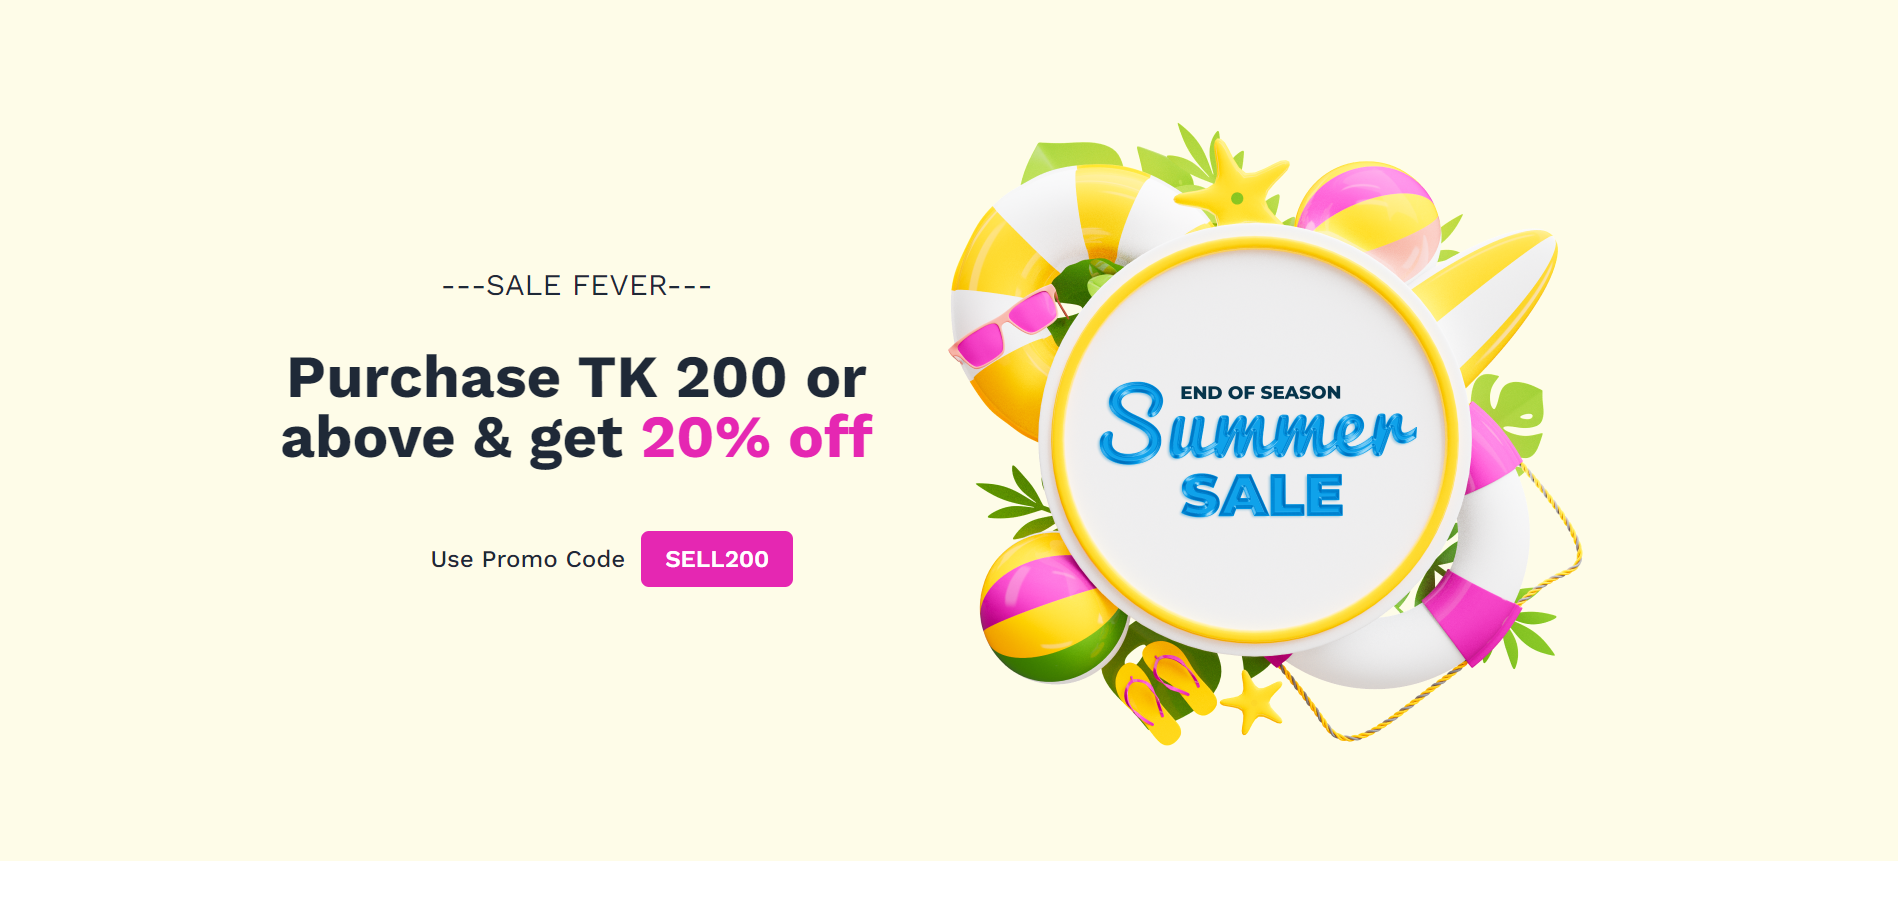 ---SALE FEVER---
Purchase TK 200 or
above & get 20% off
Use Promo Code SELL200
END OF SEASON
Summer
SALE